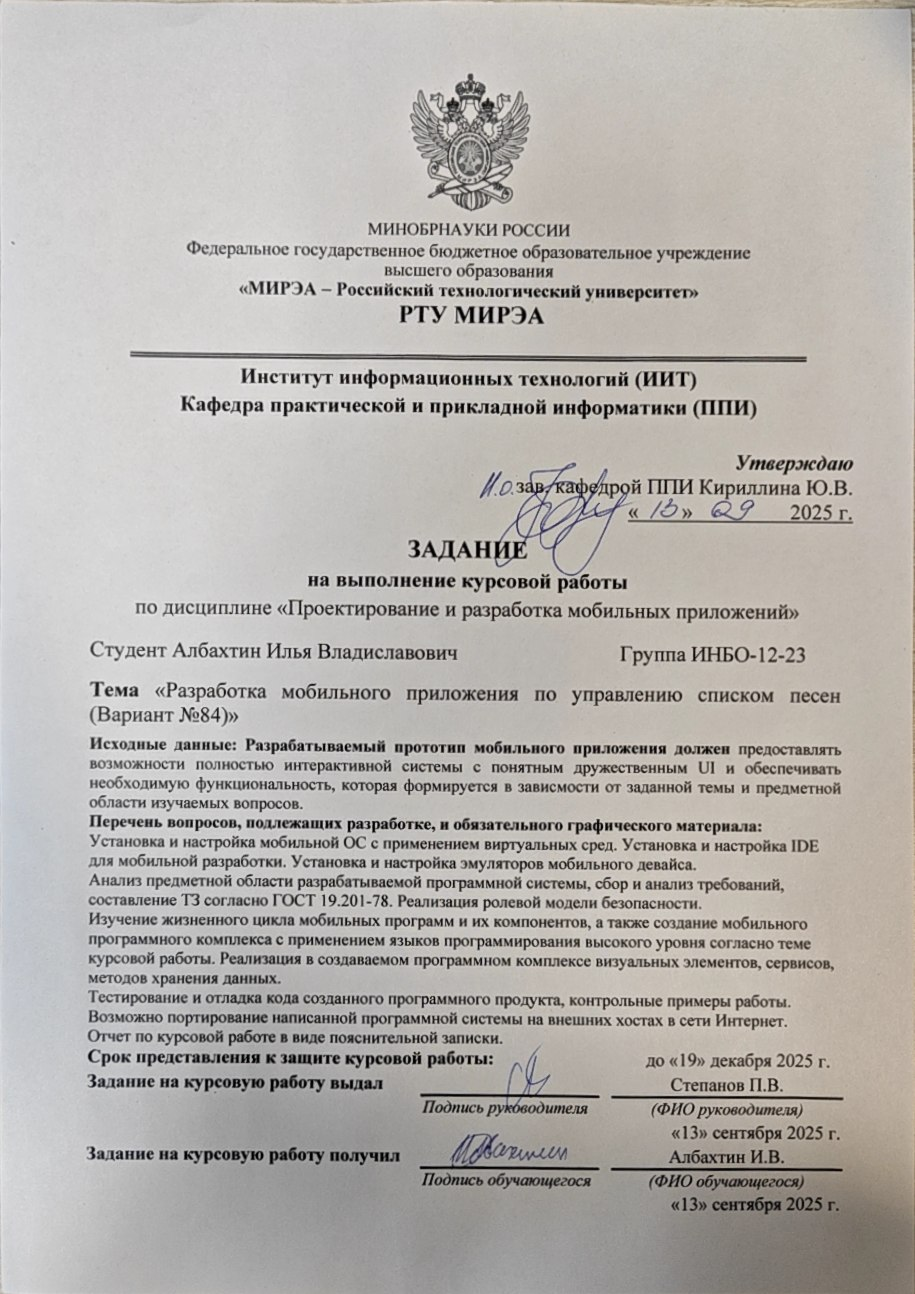 МИРЭА
МИНОБРНАУКИ РОССИИ
Федеральное государственное бюджетное образовательное учреждение
высшего образования
«МИРЭА – Российский технологический университет»
РТУ МИРЭА
Институт информационных технологий (ИИТ)
Кафедра практической и прикладной информатики (ППИ)
Утверждаю
И.о. зав. кафедрой ППИ Кириллина Ю.В.
« 13 » 09 2025 г.
ЗАДАНИЕ
на выполнение курсовой работы
по дисциплине «Проектирование и разработка мобильных приложений»
Студент Албахтин Илья Владиславович Группа ИНБО-12-23
Тема «Разработка мобильного приложения по управлению списком песен
(Вариант №84)»
Исходные данные: Разрабатываемый прототип мобильного приложения должен предоставлять
возможности полностью интерактивной системы с понятным дружественным UI и обеспечивать
необходимую функциональность, которая формируется в зависмости от заданной темы и предметной
области изучаемых вопросов.
Перечень вопросов, подлежащих разработке, и обязательного графического материала:
Установка и настройка мобильной ОС с применением виртуальных сред. Установка и настройка IDE
для мобильной разработки. Установка и настройка эмуляторов мобильного девайса.
Анализ предметной области разрабатываемой программной системы, сбор и анализ требований,
составление ТЗ согласно ГОСТ 19.201-78. Реализация ролевой модели безопасности.
Изучение жизненного цикла мобильных программ и их компонентов, а также создание мобильного
программного комплекса с применением языков программирования высокого уровня согласно теме
курсовой работы. Реализация в создаваемом программном комплексе визуальных элементов, сервисов,
методов хранения данных.
Тестирование и отладка кода созданного программного продукта, контрольные примеры работы.
Возможно портирование написанной программной системы на внешних хостах в сети Интернет.
Отчет по курсовой работе в виде пояснительной записки.
Срок представления к защите курсовой работы: до «19» декабря 2025 г.
Задание на курсовую работу выдал Степанов П.В.
Подпись руководителя (ФИО руководителя)
«13» сентября 2025 г.
Задание на курсовую работу получил Албахтин И.В.
Подпись обучающегося (ФИО обучающегося)
«13» сентября 2025 г.